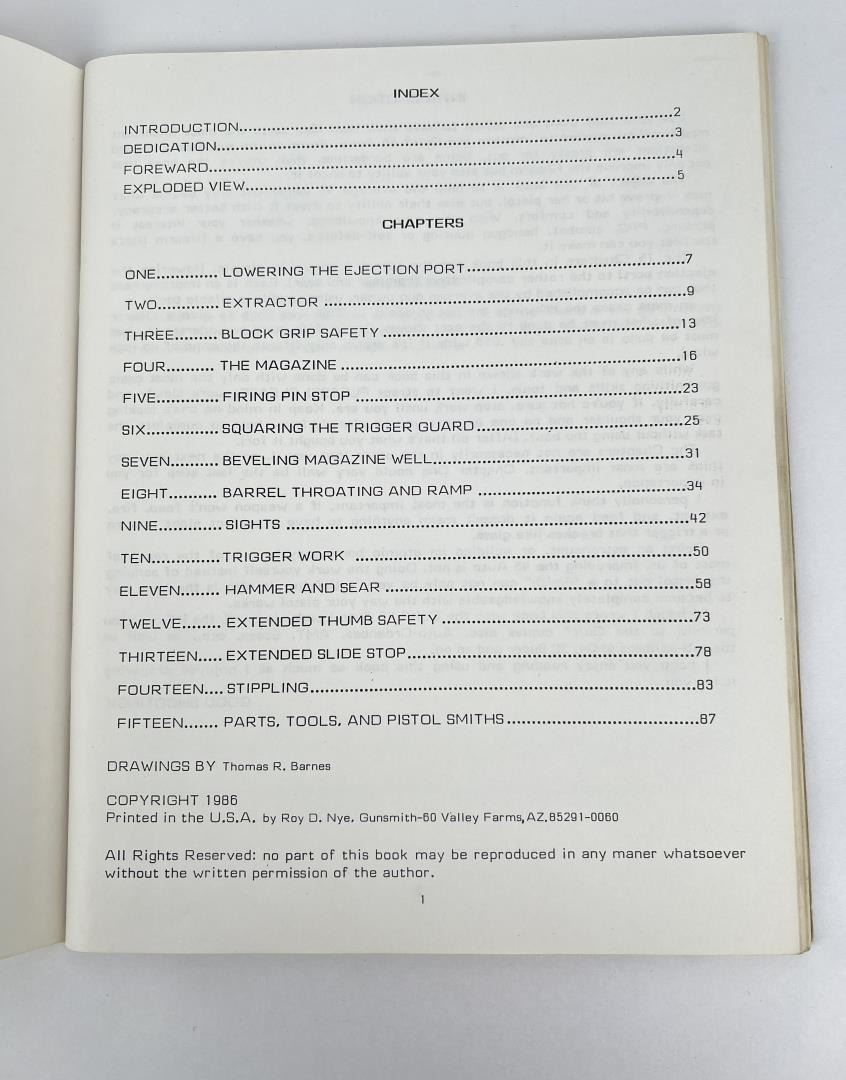 INDEX
INTRODUCTION..........................................................................2
DEDICATION..........................................................................3
FOREWARD..........................................................................4
EXPLODED VIEW..........................................................................5
CHAPTERS
ONE............ LOWERING THE EJECTION PORT...................................7
TWO............ EXTRACTOR ..........................................................9
THREE......... BLOCK GRIP SAFETY ..................................................13
FOUR.......... THE MAGAZINE .......................................................16
FIVE............ FIRING PIN STOP .....................................................23
SIX............... SQUARING THE TRIGGER GUARD...................................25
SEVEN.......... BEVELING MAGAZINE WELL.........................................31
EIGHT.......... BARREL THROATING AND RAMP ..................................34
NINE............. SIGHTS ................................................................42
TEN............. TRIGGER WORK .....................................................50
ELEVEN........ HAMMER AND SEAR ................................................58
TWELVE....... EXTENDED THUMB SAFETY .........................................73
THIRTEEN..... EXTENDED SLIDE STOP..............................................78
FOURTEEN.... STIPPLING..............................................................83
FIFTEEN....... PARTS, TOOLS, AND PISTOL SMITHS................................87
DRAWINGS BY Thomas R. Barnes
COPYRIGHT 1986
Printed in the U.S.A. by Roy D. Nye, Gunsmith-60 Valley Farms, AZ.85291-0060
All Rights Reserved: no part of this book may be reproduced in any maner whatsoever
without the written permission of the author.
1